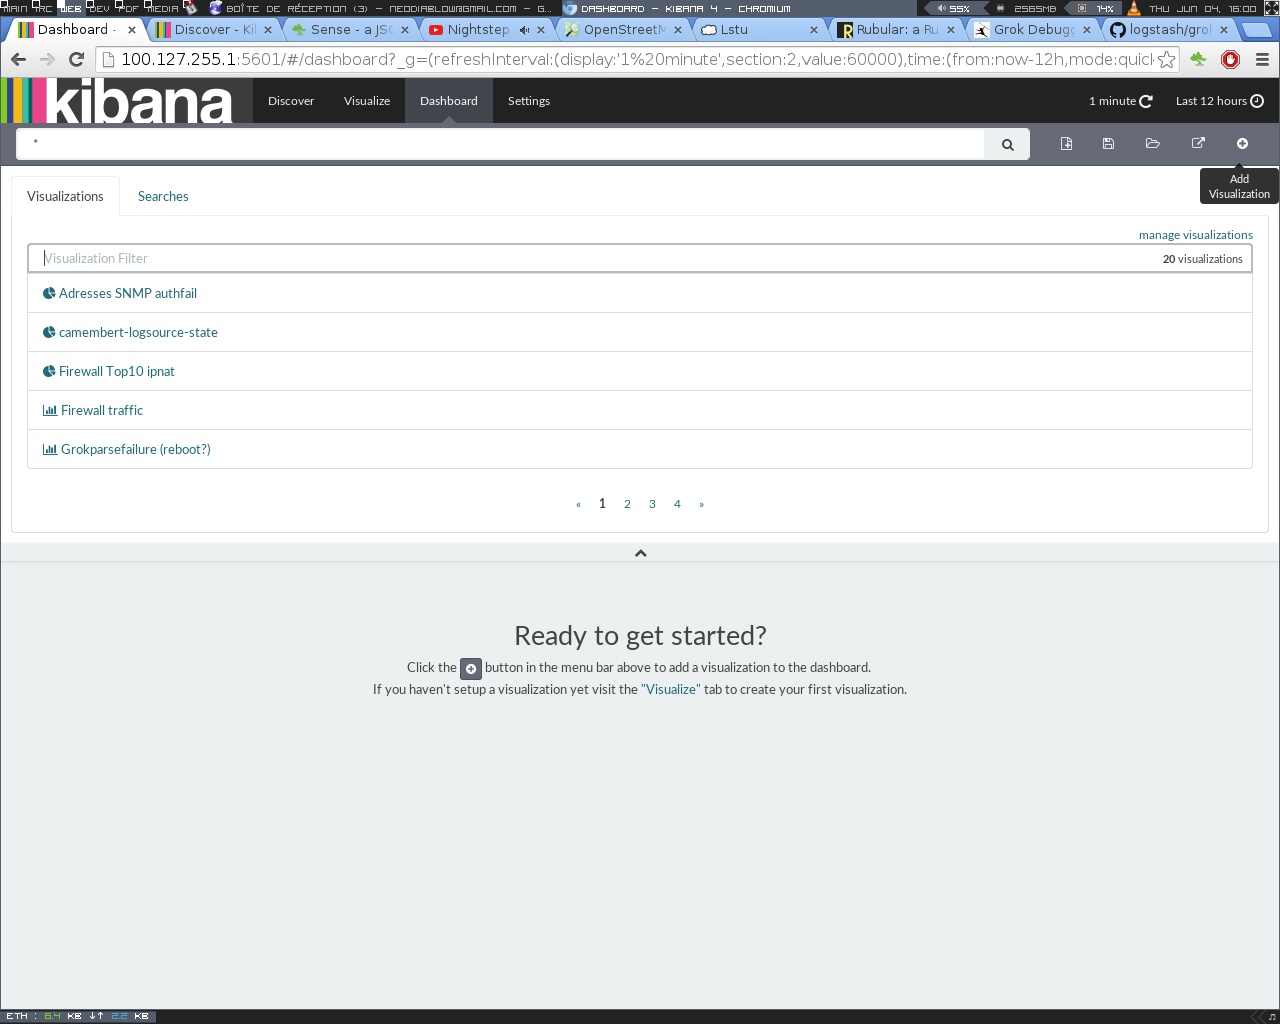 MAIN IRC WEB DEV PDF MEDIA BOÎTE DE RÉCEPTION (3) – NEODIABLOW@GMAIL.COM – G... DASHBOARD – KIBANA 4 – CHROMIUM 55% 2565MB 14% THU JUN 04, 16:00
Dashboard - Discover - Ki Sense - a JSO Nightstep OpenStreetM Lstu Rubular: a Ru Grok Debugg logstash/grol
100.127.255.1:5601/#/dashboard?_g=(refreshInterval:(display:'1%20minute',section:2,value:60000),time:(from:now-12h,mode:quick
kibana Discover Visualize Dashboard Settings 1 minute Last 12 hours
*
Add
Visualization
Visualizations Searches
manage visualizations
Visualization Filter 20 visualizations
Adresses SNMP authfail
camembert-logsource-state
Firewall Top10 ipnat
Firewall traffic
Grokparsefailure (reboot?)
« 1 2 3 4 »
Ready to get started?
Click the button in the menu bar above to add a visualization to the dashboard.
If you haven't setup a visualization yet visit the "Visualize" tab to create your first visualization.
ETH : 6.4 KB ↓↑ 2.2 KB